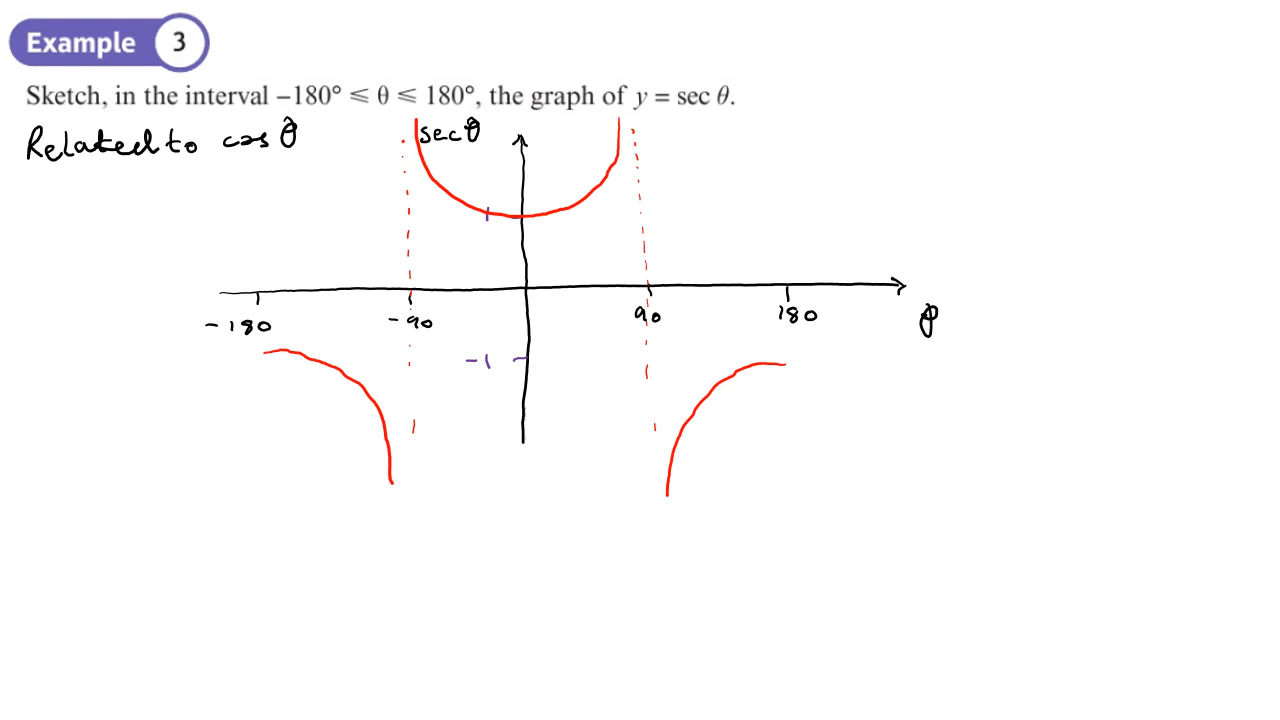 Example 3
Sketch, in the interval −180° ⩽ θ ⩽ 180°, the graph of y = sec θ.
Related to cos θ
sec θ
1
-180 -90 90 180 θ
-1